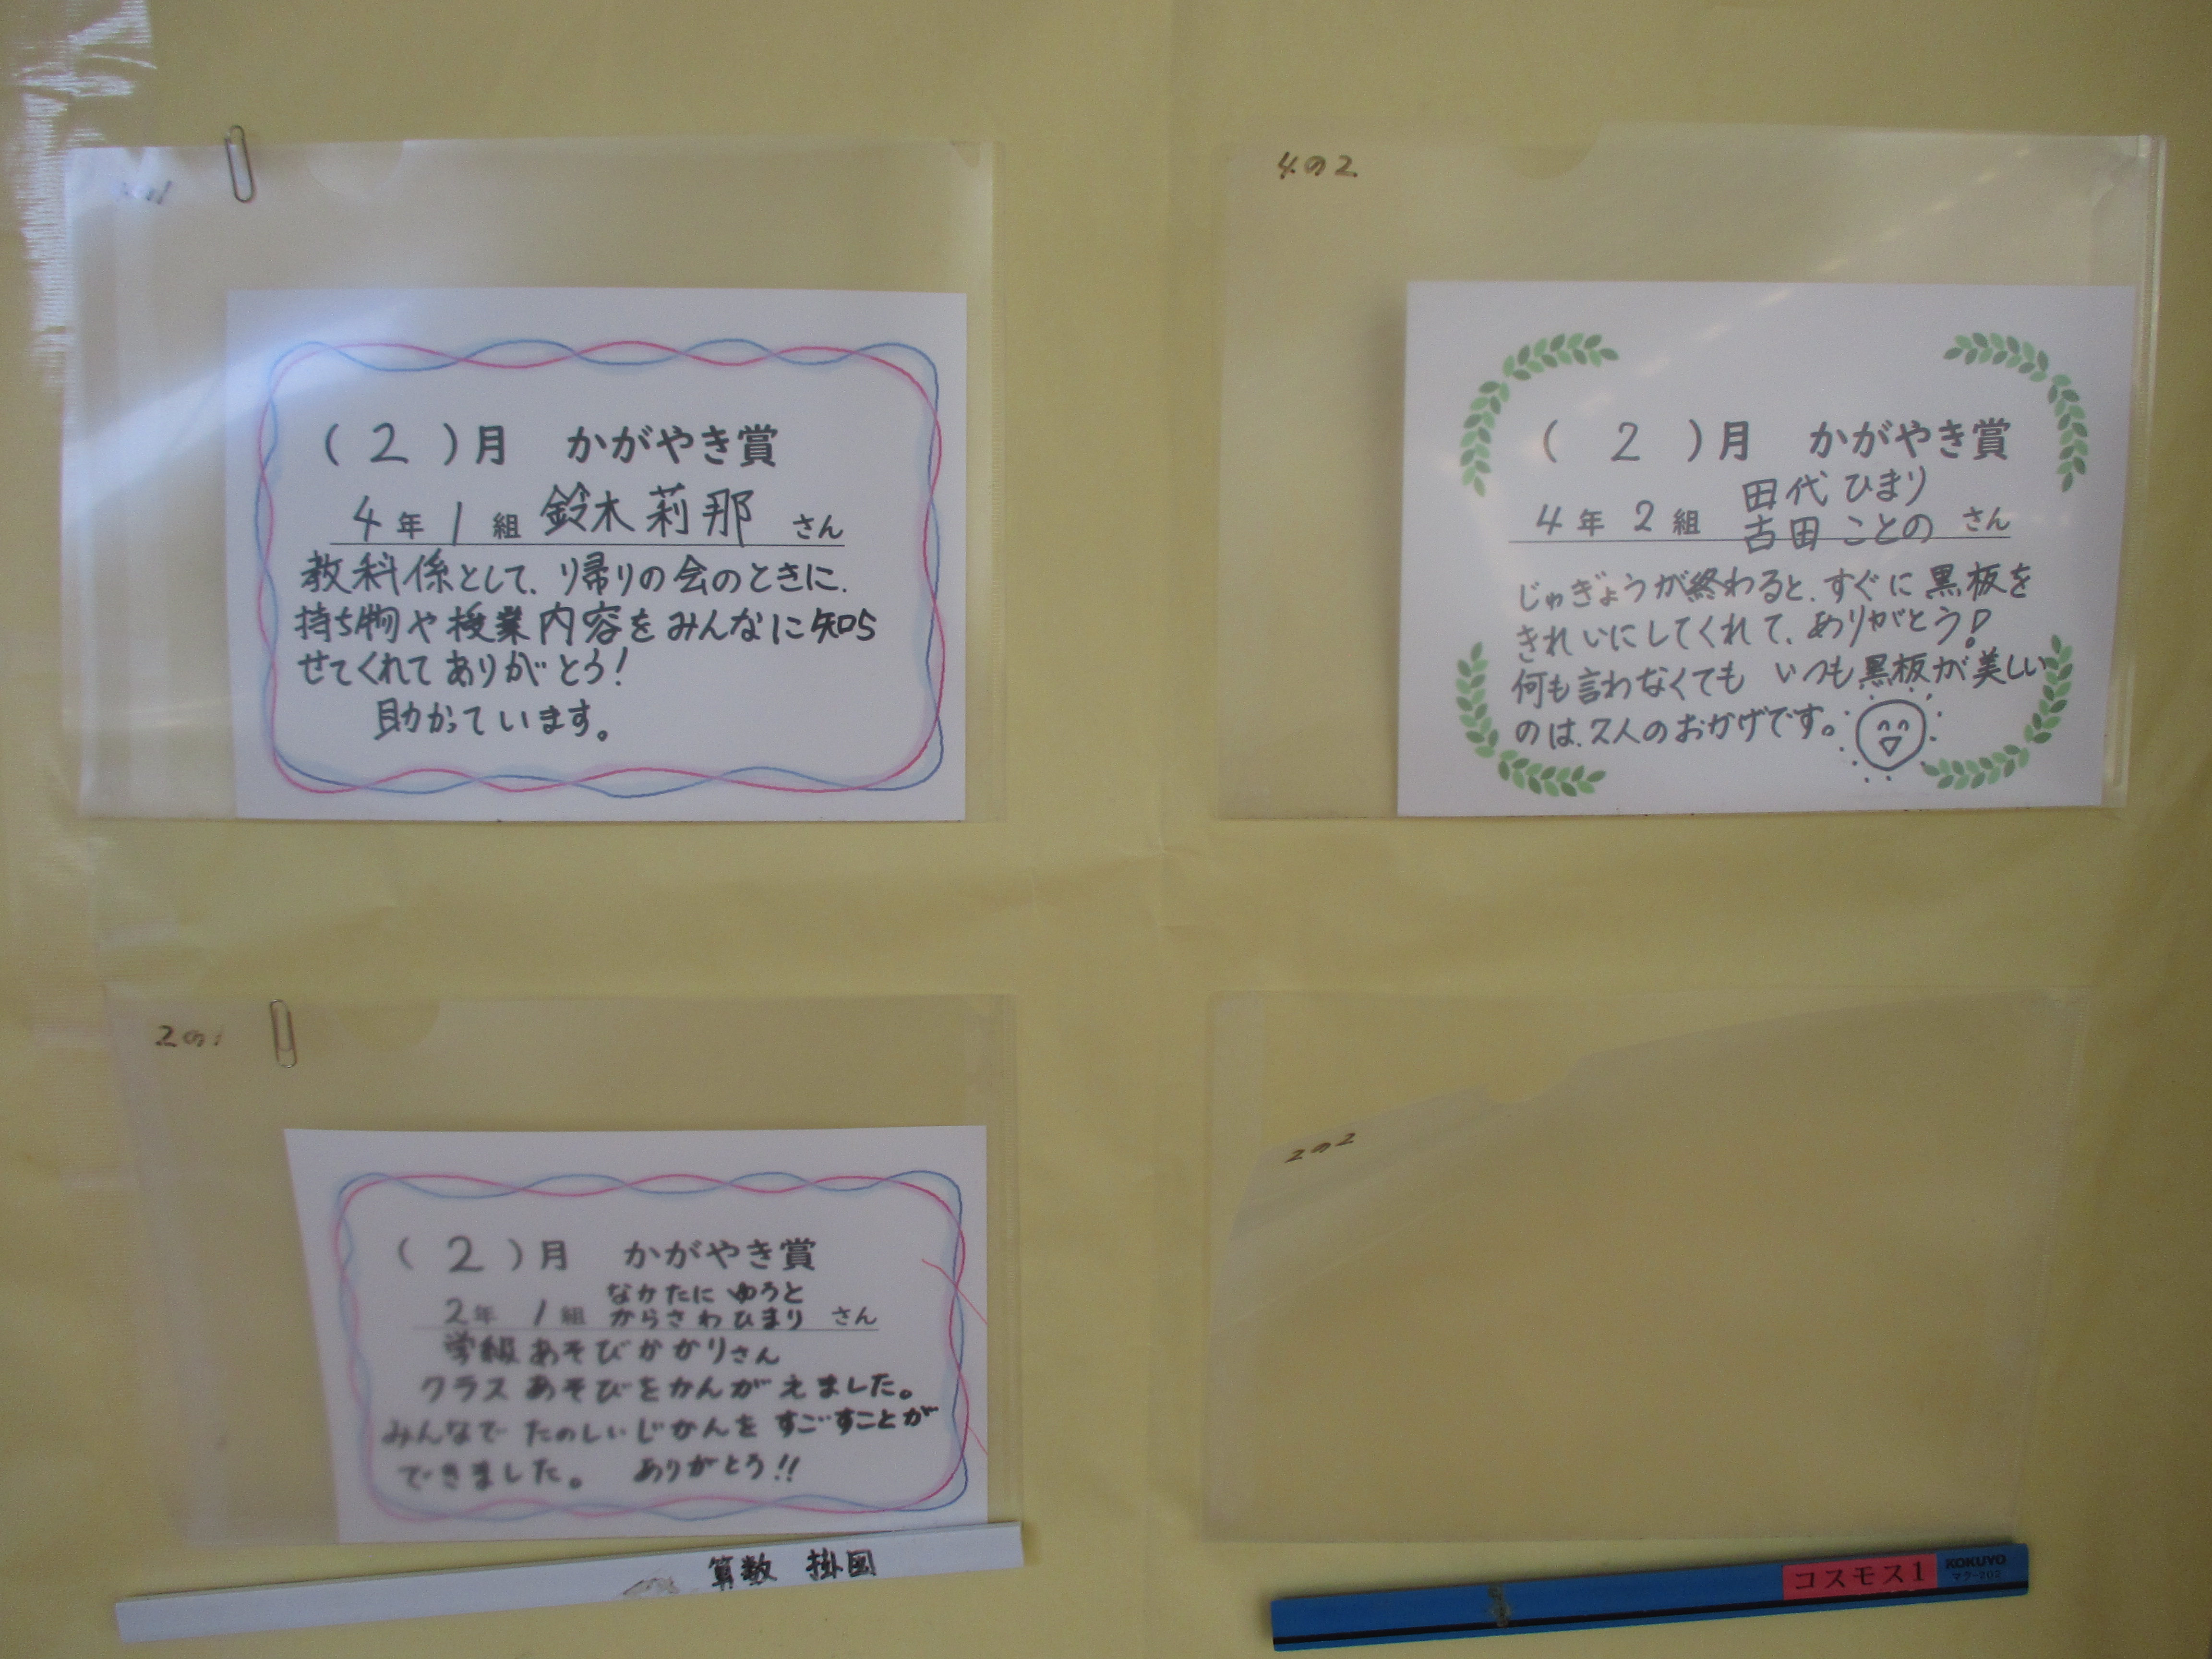 4の2
(2)月 かがやき賞
4年1組 鈴木莉那 さん
教科係として、り帰りの会のときに、
持ち物や授業内容をみんなに知ら
せてくれてありがとう!
助かっています。
(2)月 かがやき賞
田代ひまり
4年2組 古田ことの さん
じゅぎょうが終わると、すぐに黒板を
きれいにしてくれて、ありがとう!
何も言わなくても いつも黒板が美しい
のは、2人のおかげです。
2の1
(2)月 かがやき賞
なかたに ゆうと
2年1組 からさわひまり さん
学級あそびかかりさん
クラスあそびをかんがえました。
みんなで たのしいじかんを すごすことが
できました。 ありがとう!!
算数 掛図
2の2
コスモス1
KOKUYO
マク-202